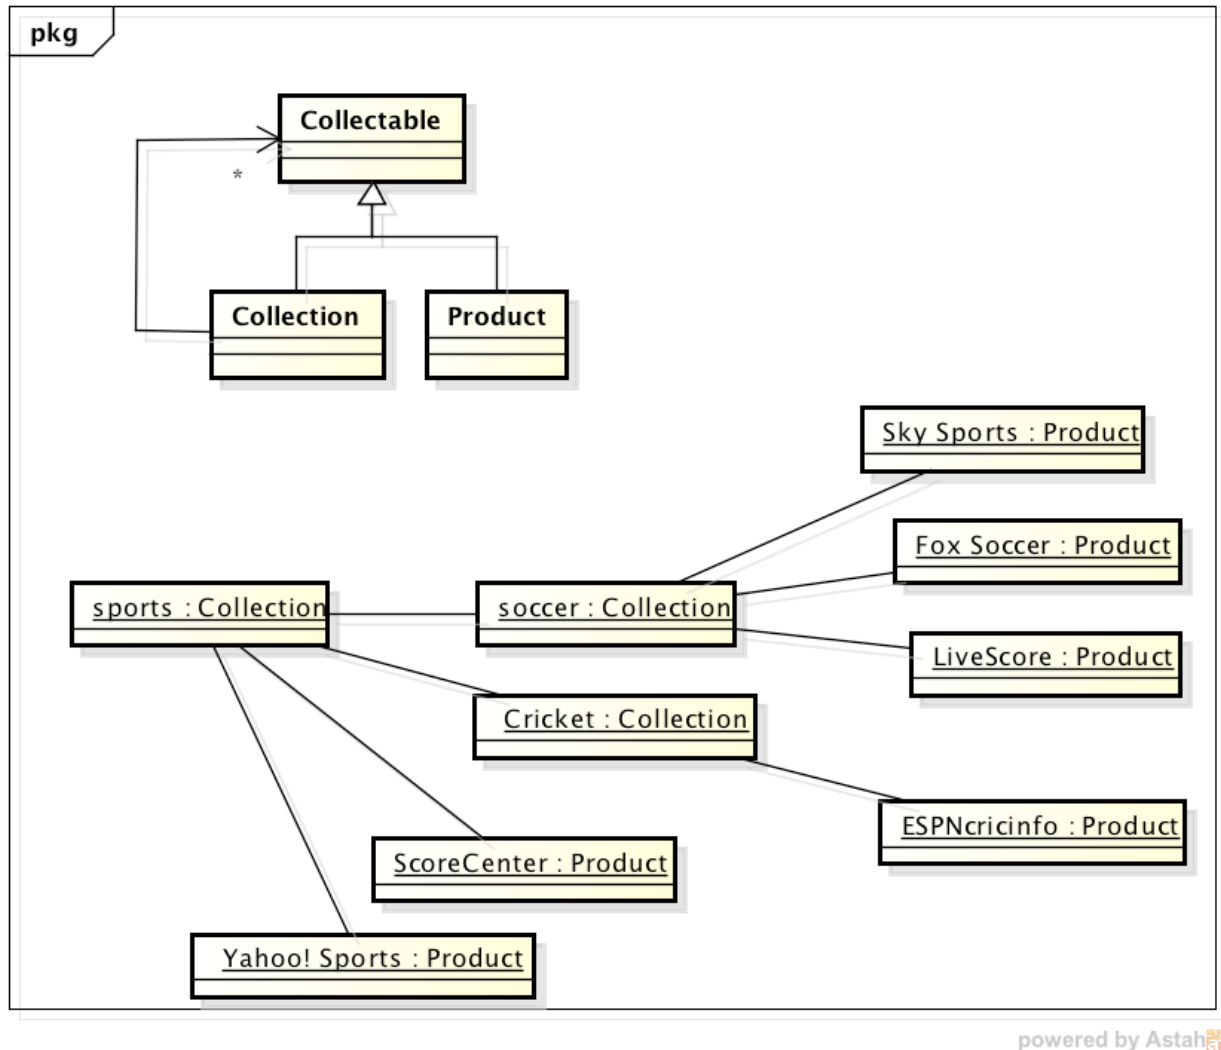 pkg
Collectable
*
Collection
Product
Sky Sports : Product
Fox Soccer : Product
sports : Collection
soccer : Collection
LiveScore : Product
Cricket : Collection
ESPNcricinfo : Product
ScoreCenter : Product
Yahoo! Sports : Product
powered by Astah